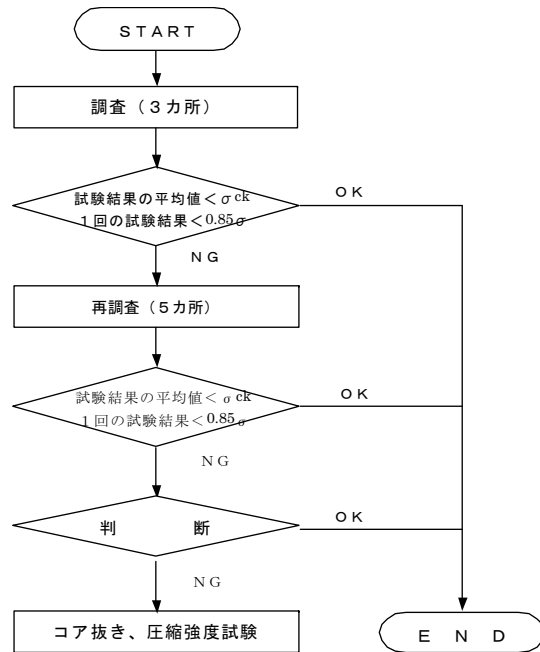 START
調査（３カ所）
試験結果の平均値＜σck
１回の試験結果＜0.85σ
OK
NG
再調査（５カ所）
試験結果の平均値＜σck
１回の試験結果＜0.85σ
OK
NG
判　断
OK
NG
コア抜き、圧縮強度試験
END